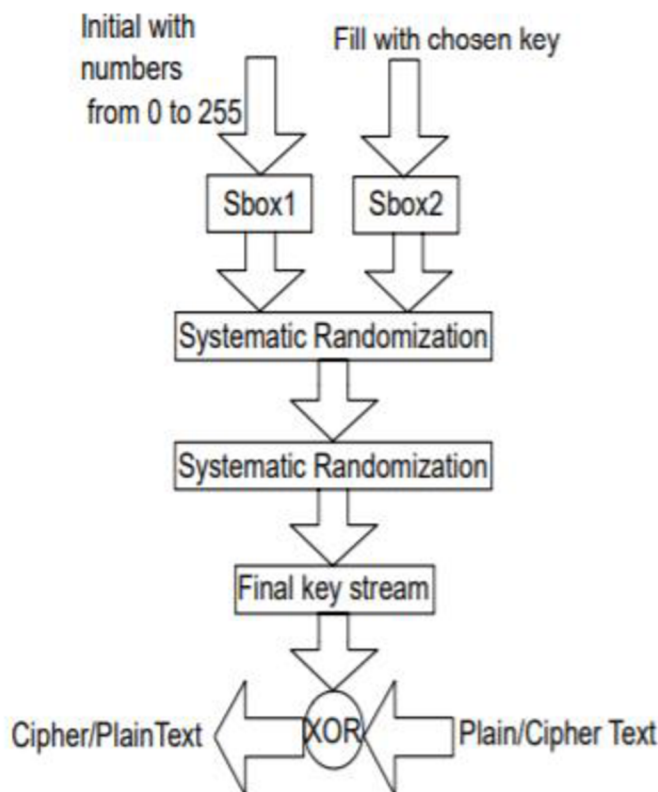 Initial with
numbers
from 0 to 255
Fill with chosen key
Sbox1
Sbox2
Systematic Randomization
Systematic Randomization
Final key stream
Cipher/PlainText
XOR
Plain/Cipher Text